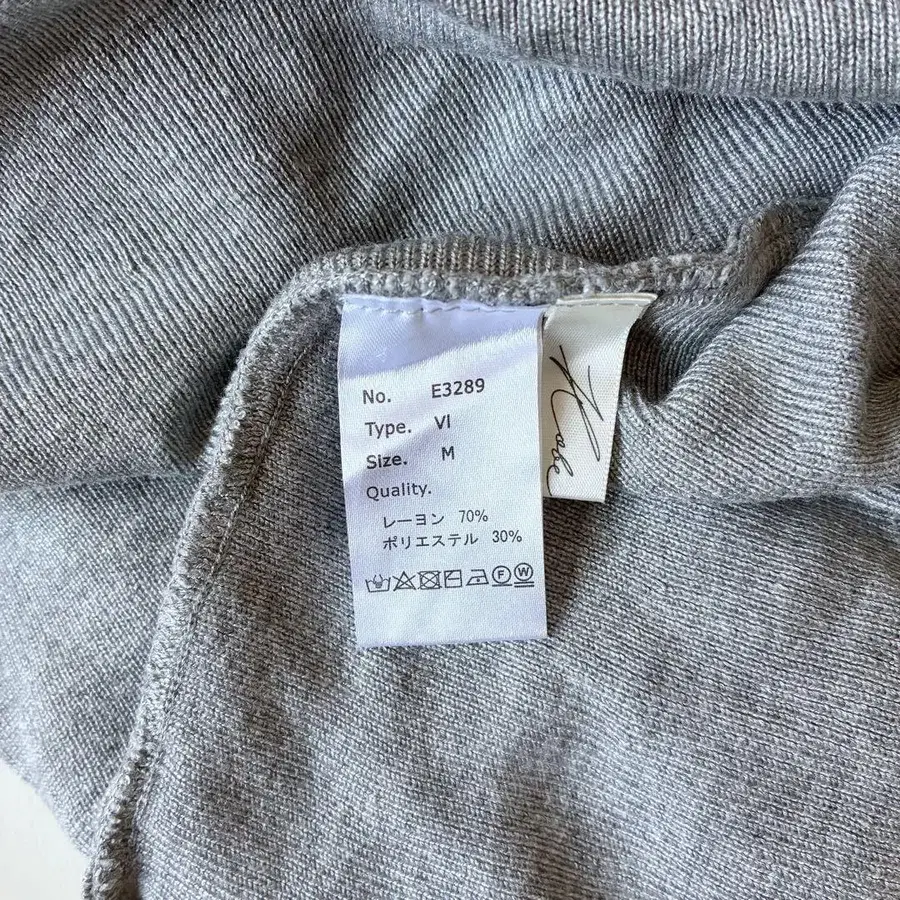 No. E3289
Type. VI
Size. M
Quality.
レーヨン 70%
ポリエステル 30%
F W